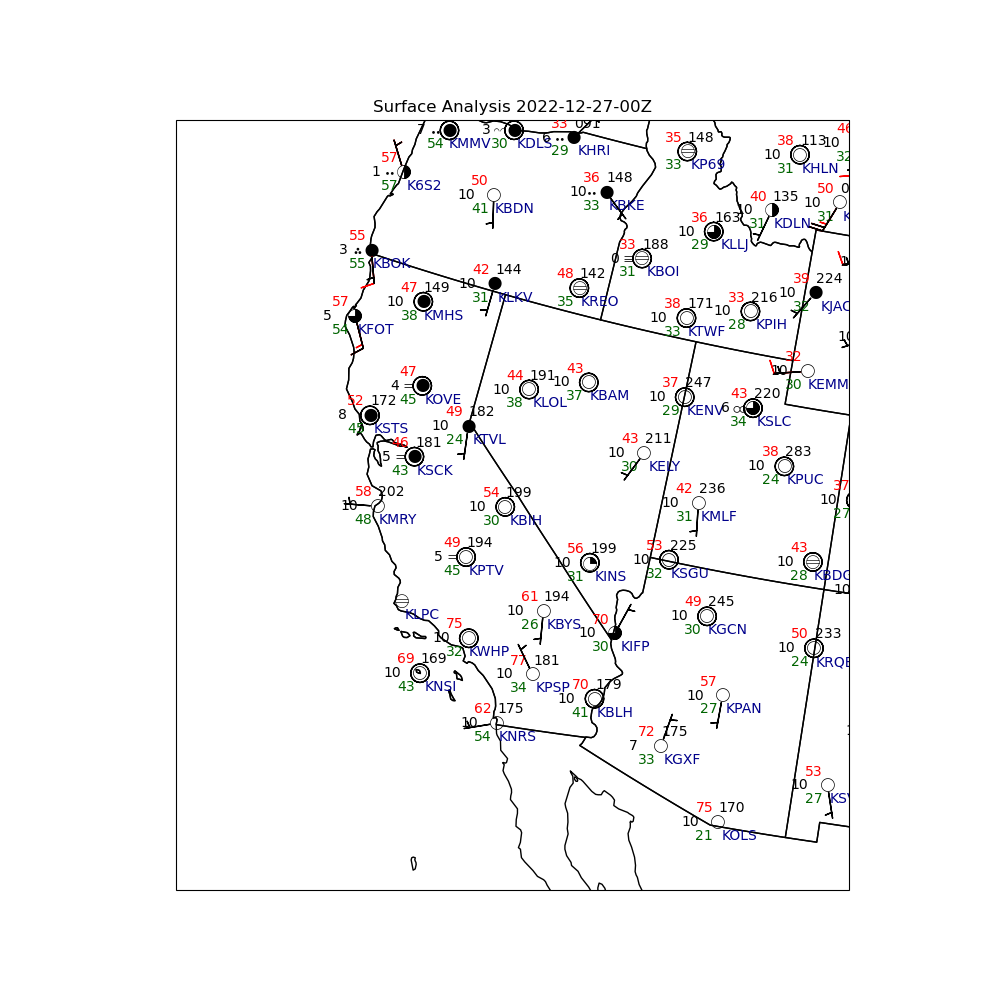 Surface Analysis 2022-12-27-00Z
54 KMMV
3 30 KDLS
33 091
6 29 KHRI
35 148
33 KP69
38 113
10 31 KHLN
46
10 32
57
1 57 K6S2
50
10 41 KBDN
36 148
10 33 KBKE
40 135
10 31 KDLN
50 0
10 31 K
36 163
10 29 KLLJ
55
3 55 KBOK
33 188
0 31 KBOI
42 144
10 31 KLKV
48 142
35 KREO
39 224
10 32 KJAC
47 149
10 38 KMHS
57
5 54 KFOT
38 171
10 33 KTWF
33 216
10 28 KPIH
32
10 30 KEMM
47
4 45 KOVE
44 191
10 38 KLOL
43
10 37 KBAM
37 247
10 29 KENV
43 220
6 34 KSLC
52 172
8 45 KSTS
49 182
10 24 KTVL
46 181
5 43 KSCK
43 211
10 30 KELY
38 283
10 24 KPUC
58 202
10 48 KMRY
54 199
10 30 KBIH
42 236
10 31 KMLF
37
10 27
49 194
5 45 KPTV
56 199
10 31 KINS
53 225
10 32 KSGU
43
10 28 KBDG
10
KLPC
61 194
10 26 KBYS
70
10 30 KIFP
49 245
10 30 KGCN
75
10 32 KWHP
50 233
10 24 KRQE
69 169
10 43 KNSI
77 181
10 34 KPSP
70 179
10 41 KBLH
57
10 27 KPAN
62 175
10 54 KNRS
72 175
7 33 KGXF
53
10 27 KSV
75 170
10 21 KOLS